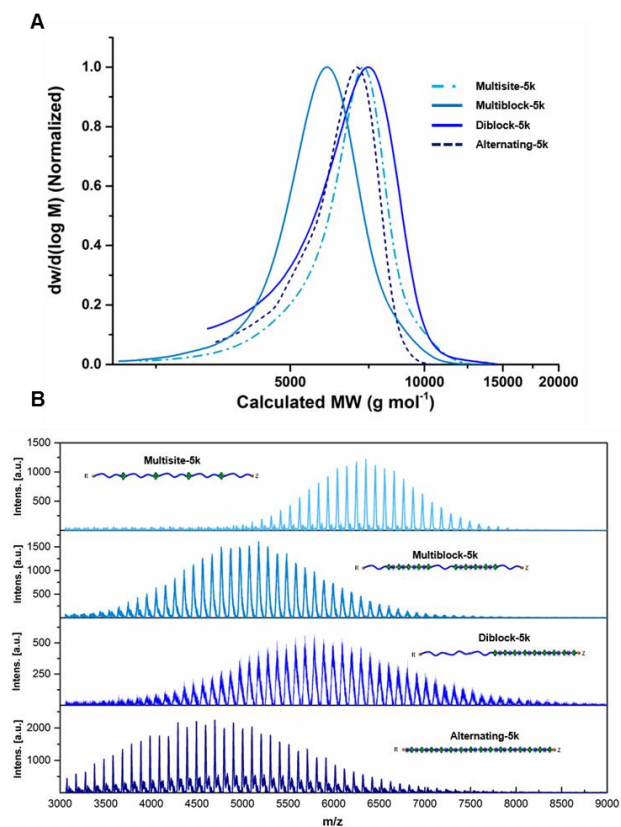 A
dw/d(log M) (Normalized)
1.0
0.8
0.6
0.4
0.2
0.0
Multisite-5k
Multiblock-5k
Diblock-5k
Alternating-5k
5000 10000 15000 20000
Calculated MW (g mol⁻¹)
B
Intens. [a.u.]
1500
1000
500
Multisite-5k
R Z
Intens. [a.u.]
1500
1000
500
Multiblock-5k
R Z
Intens. [a.u.]
500
250
Diblock-5k
R Z
Intens. [a.u.]
2000
1000
Alternating-5k
R Z
3000 3500 4000 4500 5000 5500 6000 6500 7000 7500 8000 8500 9000
m/z